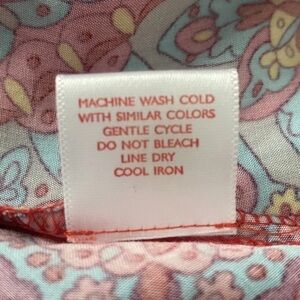 MACHINE WASH COLD
WITH SIMILAR COLORS
GENTLE CYCLE
DO NOT BLEACH
LINE DRY
COOL IRON